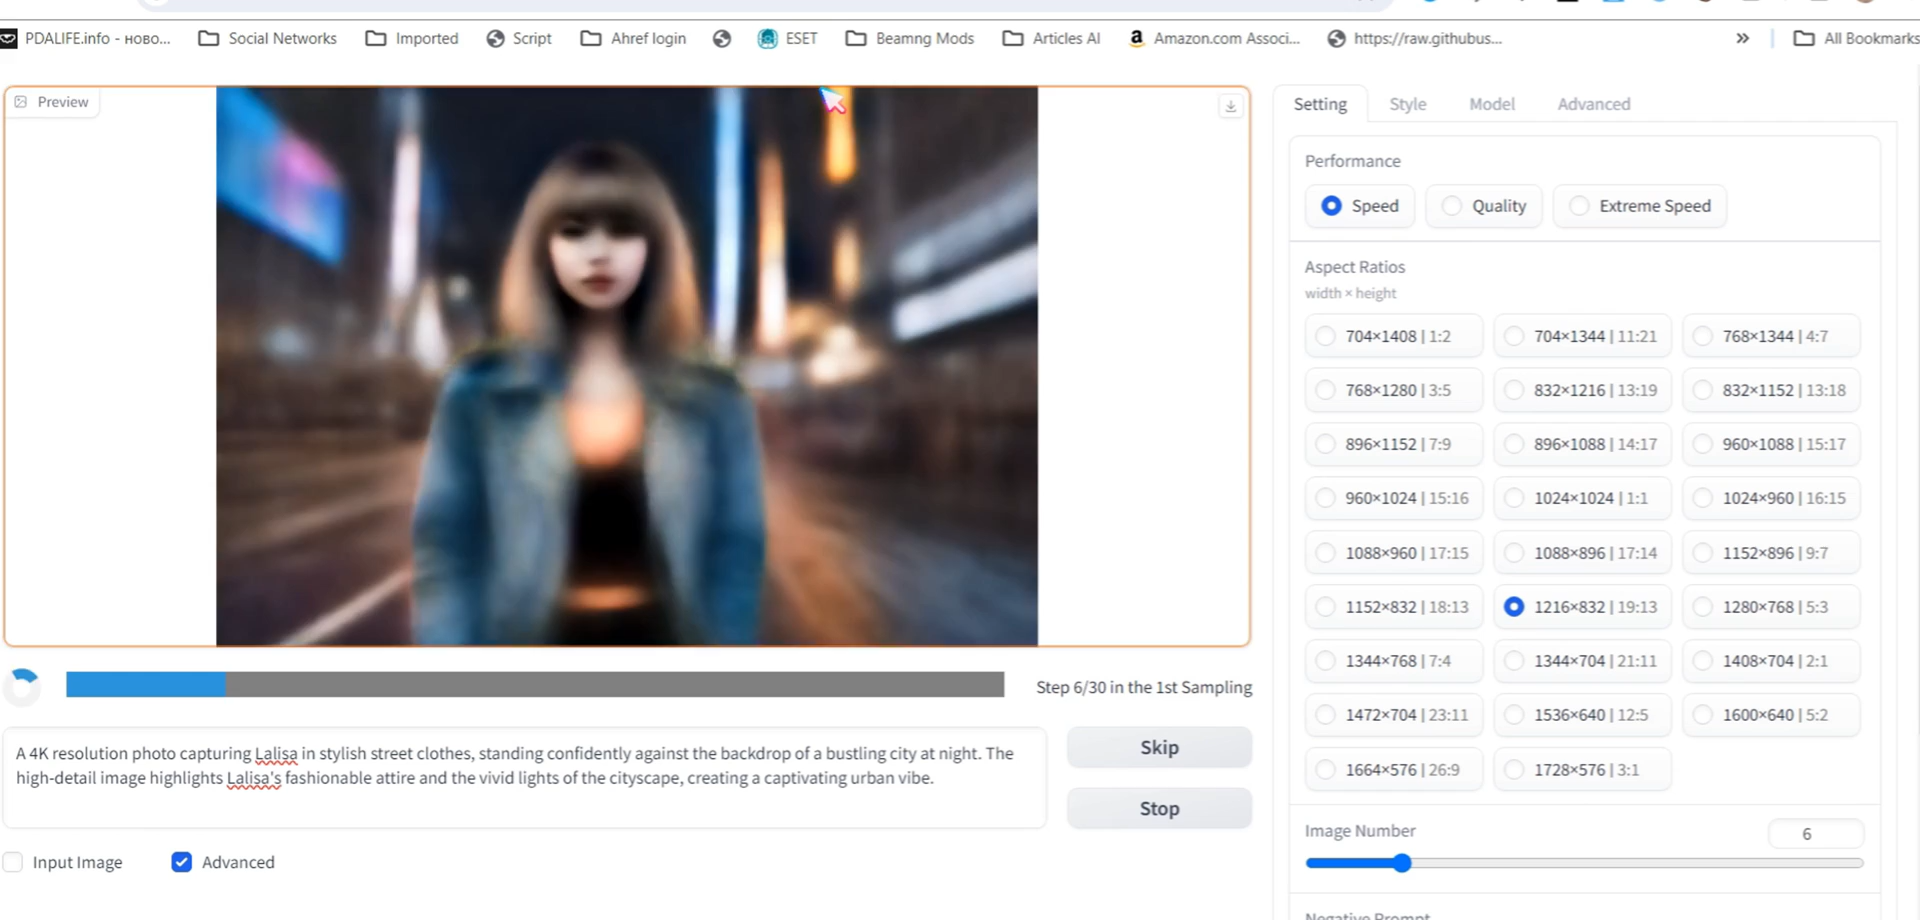 PDALIFE.info - ново... Social Networks Imported Script Ahref login ESET Beamng Mods Articles AI Amazon.com Associ... https://raw.githubus... » All Bookmarks
Preview
Setting Style Model Advanced
Performance
Speed Quality Extreme Speed
Aspect Ratios
width × height
704×1408 | 1:2 704×1344 | 11:21 768×1344 | 4:7
768×1280 | 3:5 832×1216 | 13:19 832×1152 | 13:18
896×1152 | 7:9 896×1088 | 14:17 960×1088 | 15:17
960×1024 | 15:16 1024×1024 | 1:1 1024×960 | 16:15
1088×960 | 17:15 1088×896 | 17:14 1152×896 | 9:7
1152×832 | 18:13 1216×832 | 19:13 1280×768 | 5:3
1344×768 | 7:4 1344×704 | 21:11 1408×704 | 2:1
1472×704 | 23:11 1536×640 | 12:5 1600×640 | 5:2
1664×576 | 26:9 1728×576 | 3:1
Image Number
6
Negative Prompt
Step 6/30 in the 1st Sampling
A 4K resolution photo capturing Lalisa in stylish street clothes, standing confidently against the backdrop of a bustling city at night. The
high-detail image highlights Lalisa's fashionable attire and the vivid lights of the cityscape, creating a captivating urban vibe.
Skip
Stop
Input Image Advanced